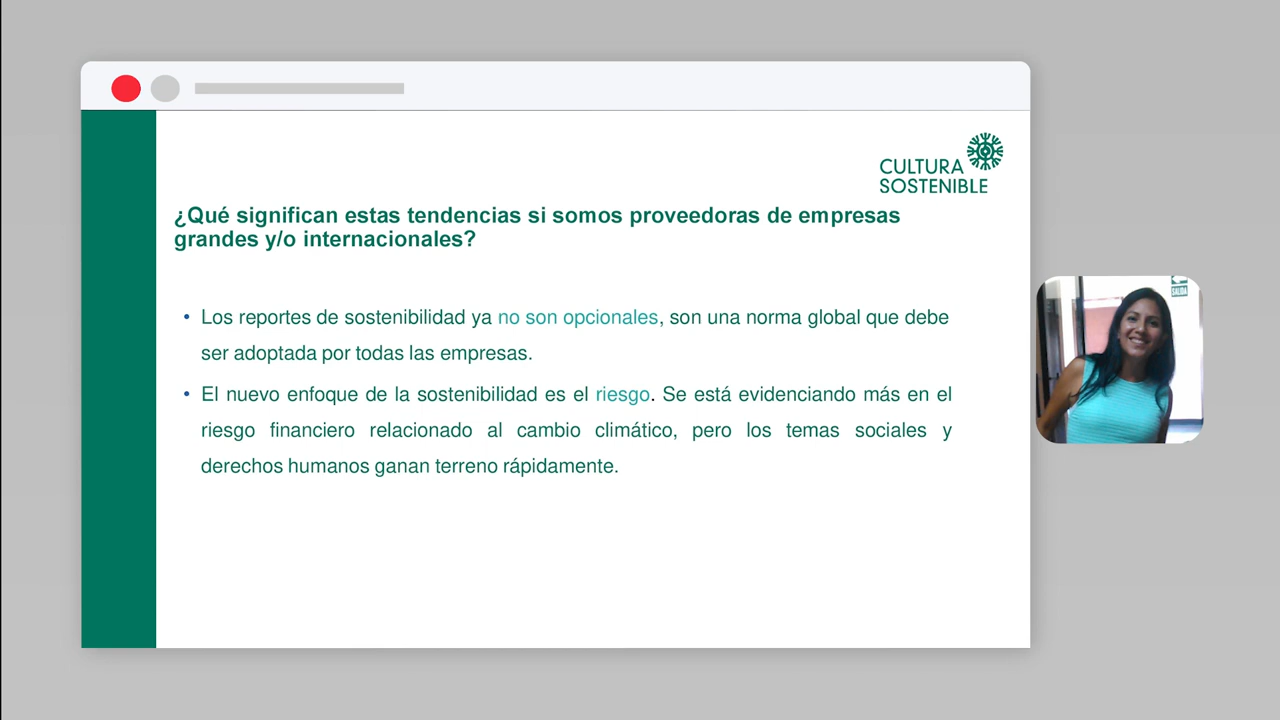 CULTURA
SOSTENIBLE
¿Qué significan estas tendencias si somos proveedoras de empresas
grandes y/o internacionales?
• Los reportes de sostenibilidad ya no son opcionales, son una norma global que debe
ser adoptada por todas las empresas.
• El nuevo enfoque de la sostenibilidad es el riesgo. Se está evidenciando más en el
riesgo financiero relacionado al cambio climático, pero los temas sociales y
derechos humanos ganan terreno rápidamente.
SALIDA